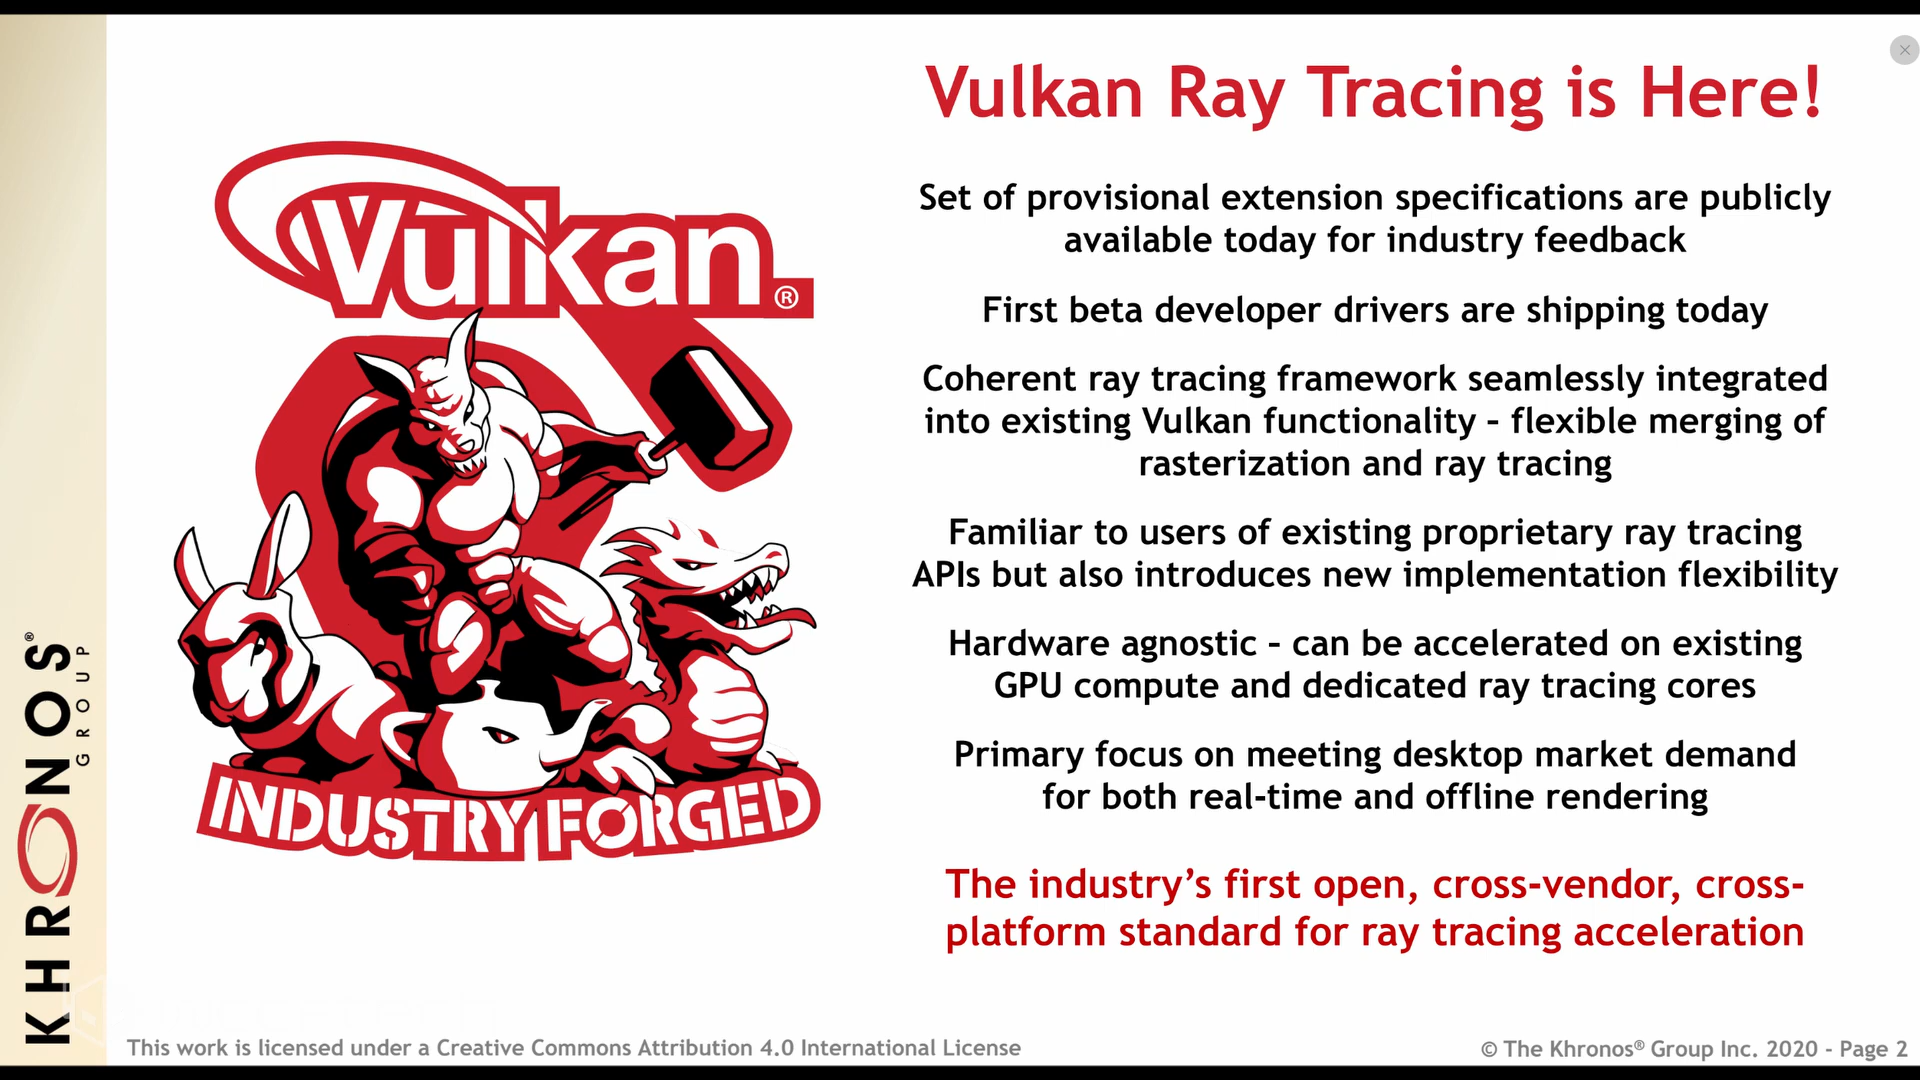 Vulkan Ray Tracing is Here!
Vulkan®
Set of provisional extension specifications are publicly
available today for industry feedback
First beta developer drivers are shipping today
Coherent ray tracing framework seamlessly integrated
into existing Vulkan functionality – flexible merging of
rasterization and ray tracing
Familiar to users of existing proprietary ray tracing
APIs but also introduces new implementation flexibility
Hardware agnostic – can be accelerated on existing
GPU compute and dedicated ray tracing cores
Primary focus on meeting desktop market demand
for both real-time and offline rendering
INDUSTRY FORGED
The industry’s first open, cross-vendor, cross-
platform standard for ray tracing acceleration
KHRONOS®
GROUP
This work is licensed under a Creative Commons Attribution 4.0 International License
© The Khronos® Group Inc. 2020 - Page 2